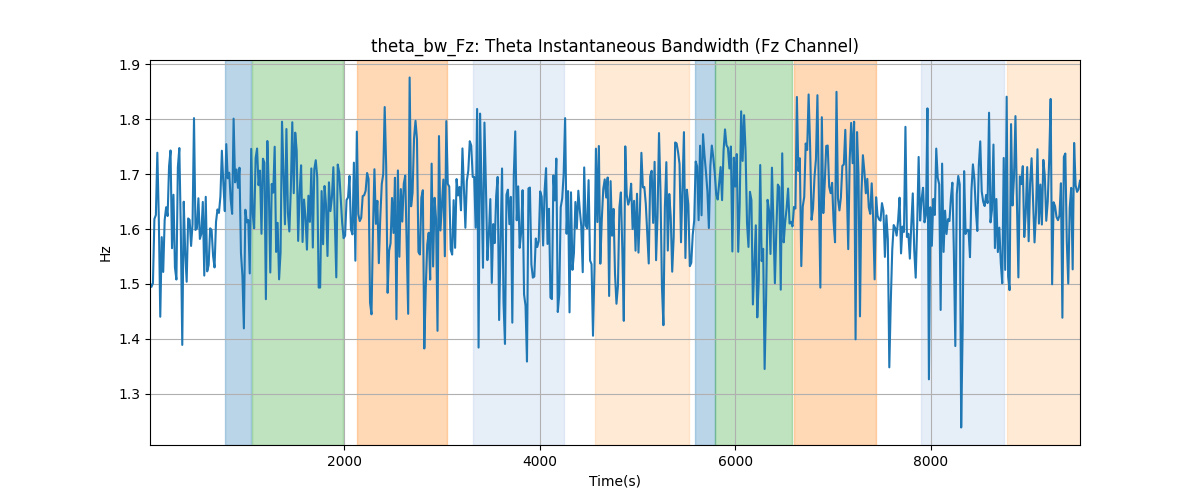 theta_bw_Fz: Theta Instantaneous Bandwidth (Fz Channel)
1.9
1.8
1.7
1.6
1.5
1.4
1.3
Hz
2000 4000 6000 8000
Time(s)